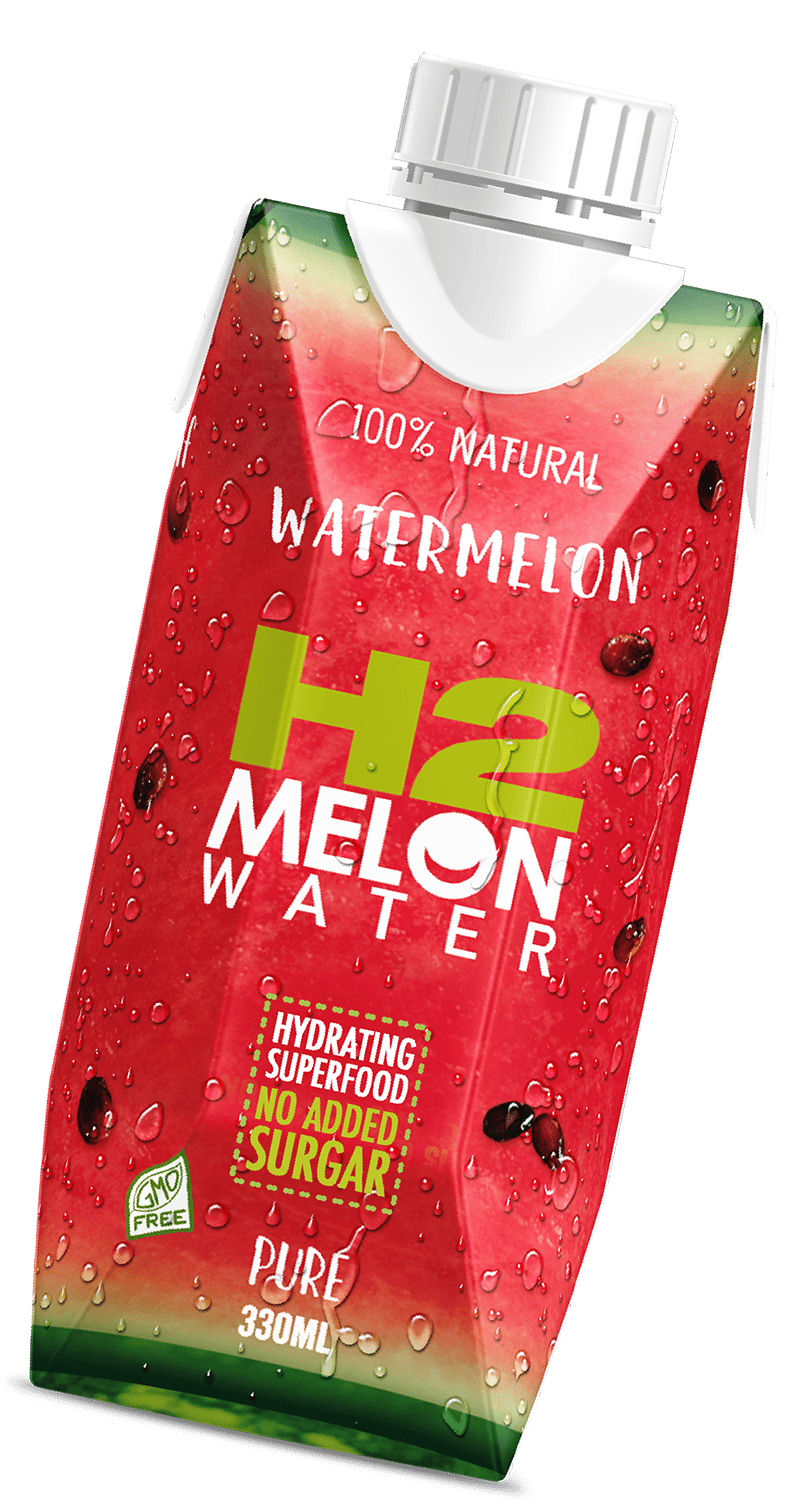 100% NATURAL
WATERMELON
H2
MELON
WATER
HYDRATING
SUPERFOOD
NO ADDED
SURGAR
GMO
FREE
PURE
330ML